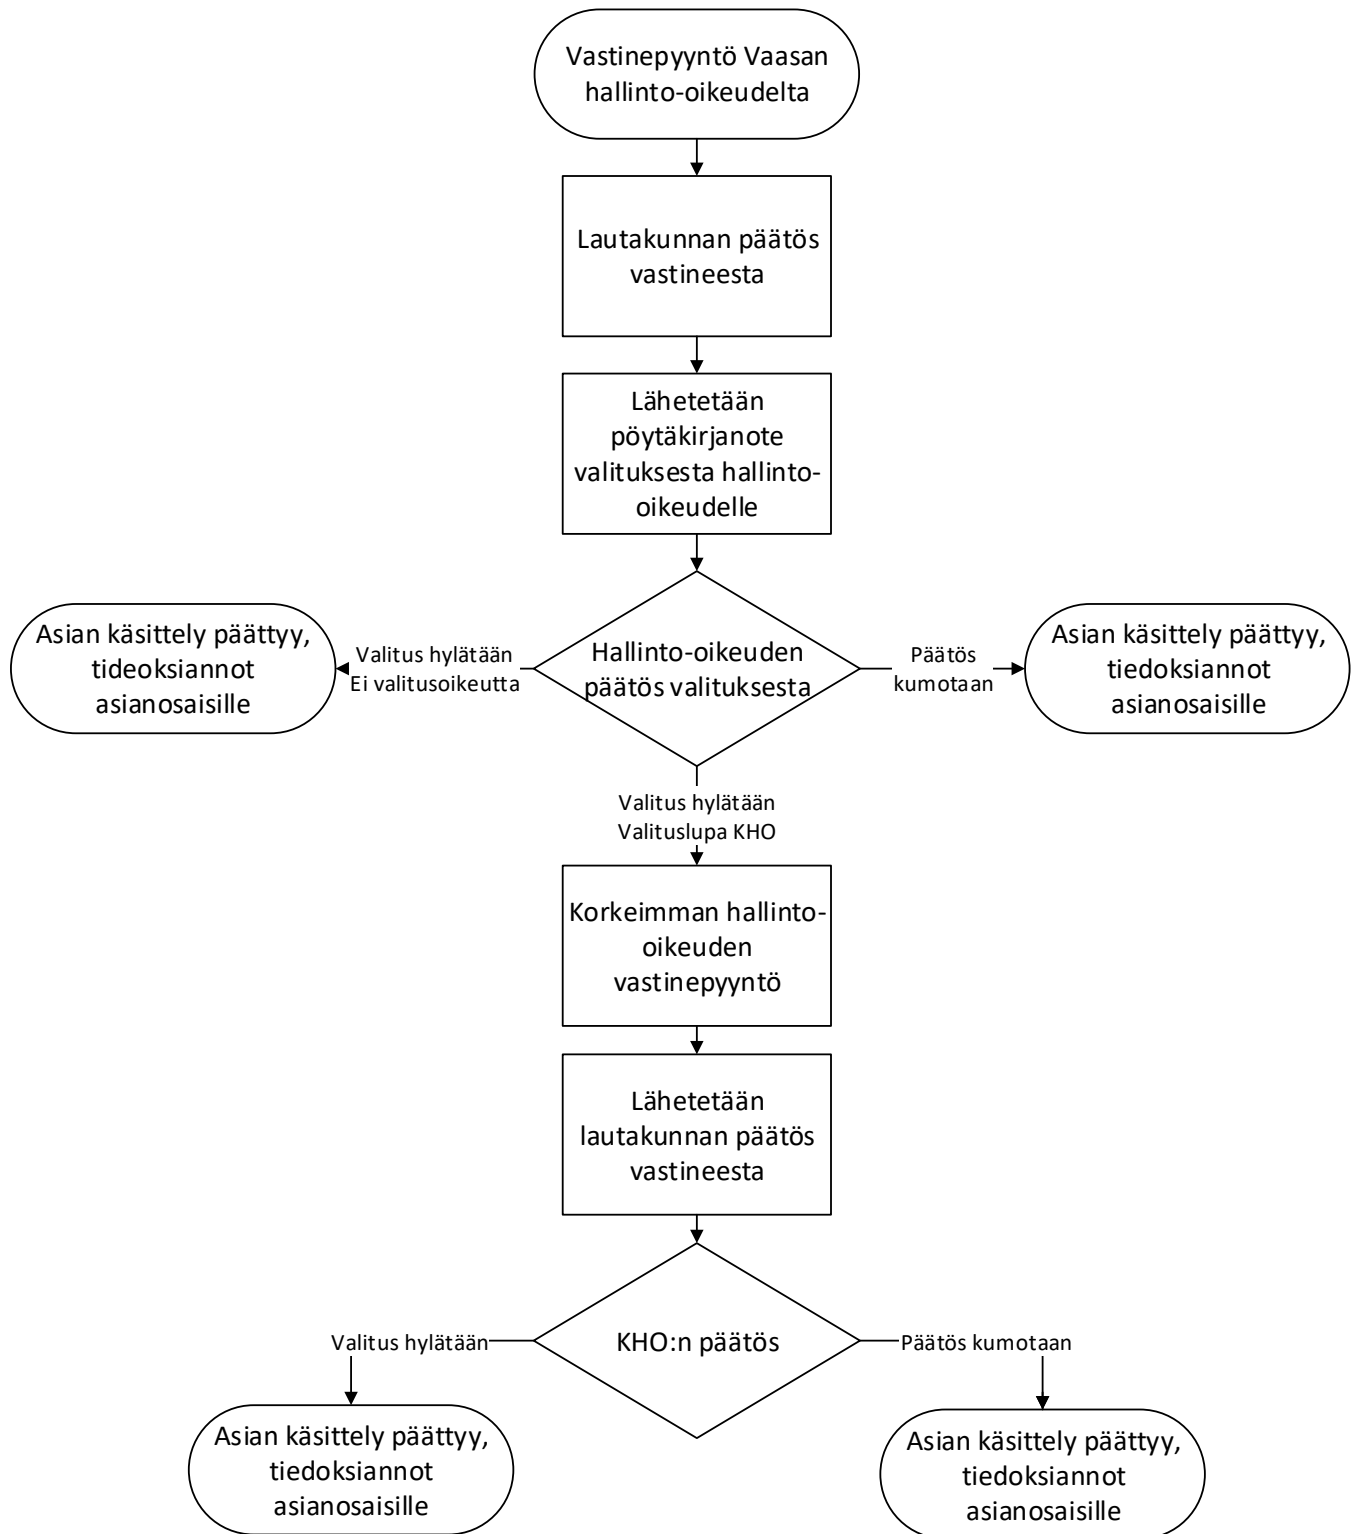 Vastinepyyntö Vaasan
hallinto-oikeudelta
Lautakunnan päätös
vastineesta
Lähetetään
pöytäkirjanote
valituksesta hallinto-
oikeudelle
Asian käsittely päättyy,
tideoksiannot
asianosaisille
Valitus hylätään
Ei valitusoikeutta
Hallinto-oikeuden
päätös valituksesta
Päätös
kumotaan
Asian käsittely päättyy,
tiedoksiannot
asianosaisille
Valitus hylätään
Valituslupa KHO
Korkeimman hallinto-
oikeuden
vastinepyyntö
Lähetetään
lautakunnan päätös
vastineesta
Valitus hylätään
KHO:n päätös
Päätös kumotaan
Asian käsittely päättyy,
tiedoksiannot
asianosaisille
Asian käsittely päättyy,
tiedoksiannot
asianosaisille